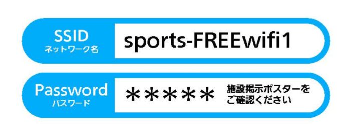 SSID
ネットワーク名
sports-FREEwifi1
Password
パスワード
*****
施設掲示ポスターを
ご確認ください